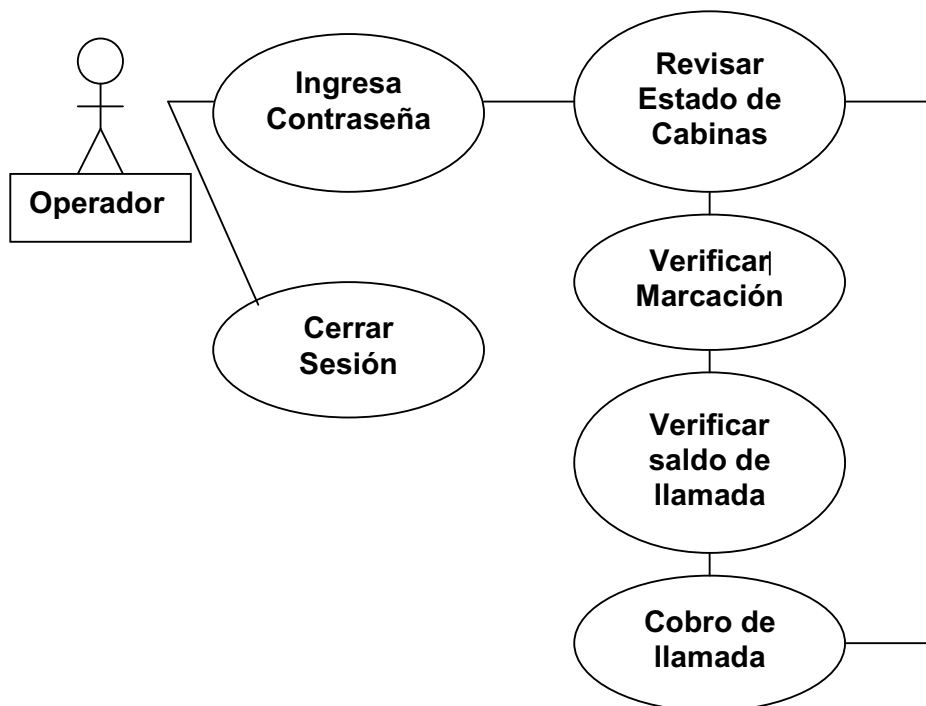 Operador
Ingresa
Contraseña
Revisar
Estado de
Cabinas
Verificar
Marcación
Cerrar
Sesión
Verificar
saldo de
llamada
Cobro de
llamada